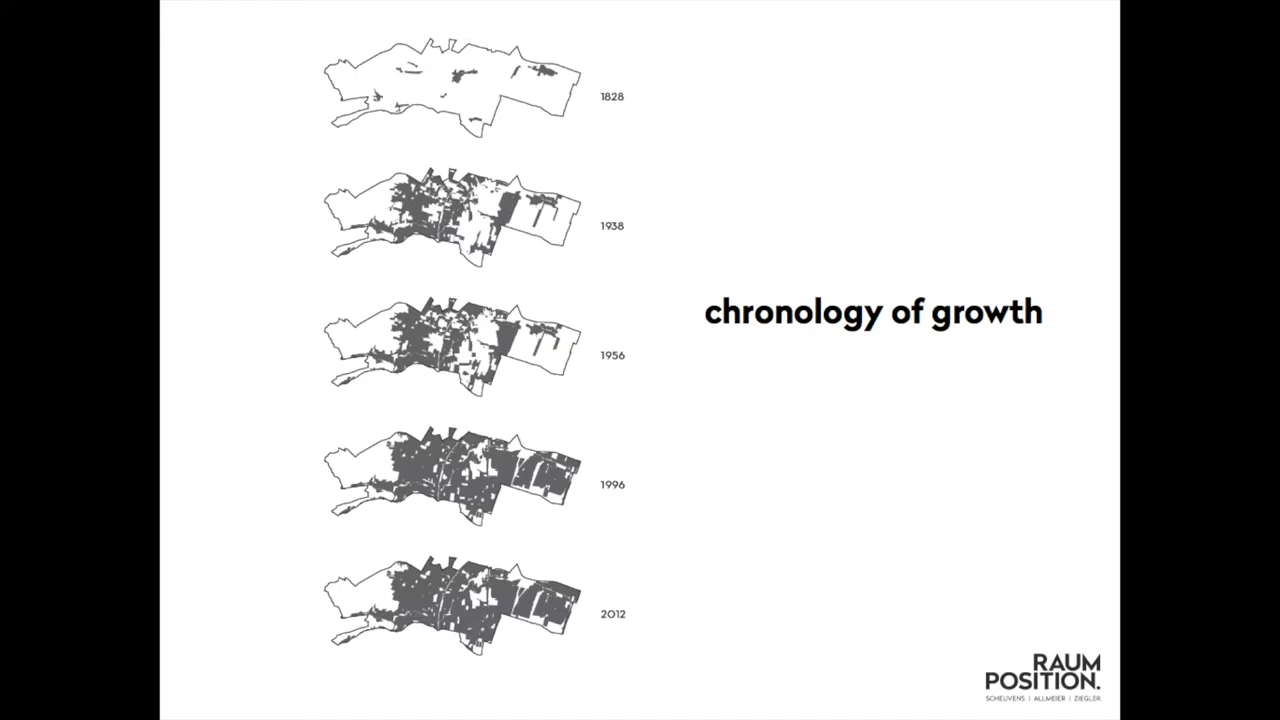 1828
1938
1956
1996
2012
chronology of growth
RAUM
POSITION.
SCHEUVENS | ALLMEIER | ZIEGLER